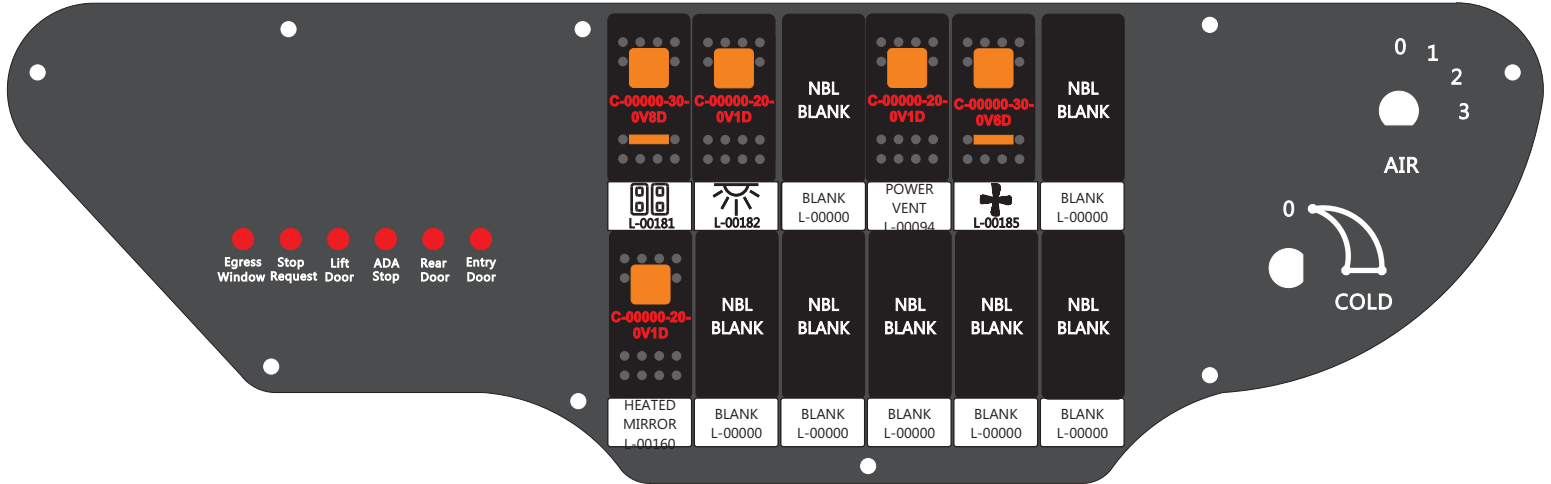 0
1
2
3
AIR
0
COLD
Egress
Window
Stop
Request
Lift
Door
ADA
Stop
Rear
Door
Entry
Door
C-00000-30-
0V8D
C-00000-20-
0V1D
NBL
BLANK
C-00000-20-
0V1D
C-00000-30-
0V6D
NBL
BLANK
L-00181
L-00182
BLANK
L-00000
POWER
VENT
L-00094
L-00185
BLANK
L-00000
C-00000-20-
0V1D
NBL
BLANK
NBL
BLANK
NBL
BLANK
NBL
BLANK
NBL
BLANK
HEATED
MIRROR
L-00160
BLANK
L-00000
BLANK
L-00000
BLANK
L-00000
BLANK
L-00000
BLANK
L-00000